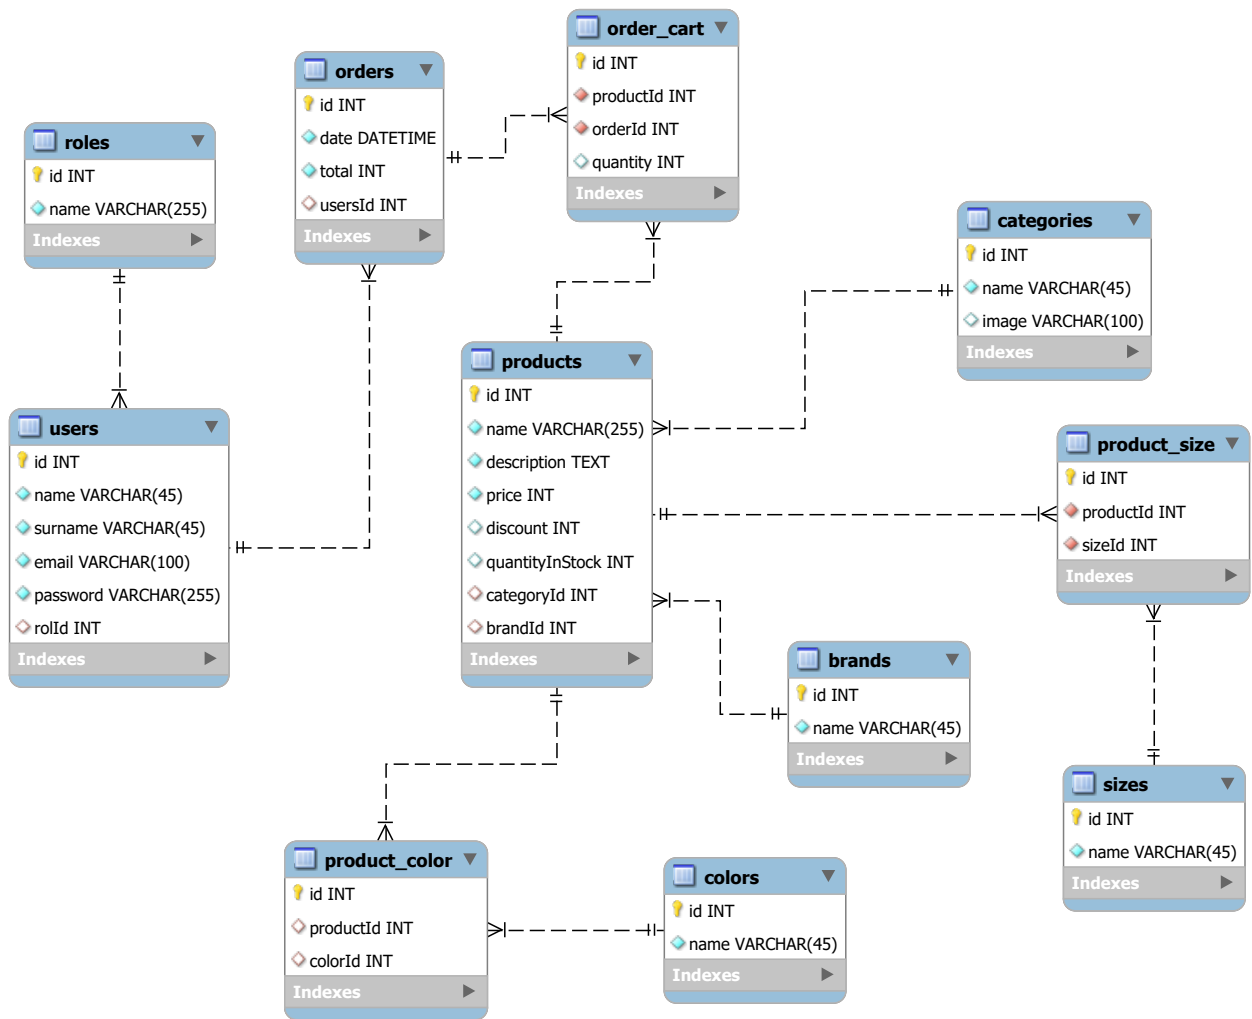 order_cart
id INT
productId INT
orderId INT
quantity INT
Indexes
orders
id INT
date DATETIME
total INT
usersId INT
Indexes
roles
id INT
name VARCHAR(255)
Indexes
categories
id INT
name VARCHAR(45)
image VARCHAR(100)
Indexes
products
id INT
name VARCHAR(255)
description TEXT
price INT
discount INT
quantityInStock INT
categoryId INT
brandId INT
Indexes
users
id INT
name VARCHAR(45)
surname VARCHAR(45)
email VARCHAR(100)
password VARCHAR(255)
rolId INT
Indexes
product_size
id INT
productId INT
sizeId INT
Indexes
brands
id INT
name VARCHAR(45)
Indexes
sizes
id INT
name VARCHAR(45)
Indexes
product_color
id INT
productId INT
colorId INT
Indexes
colors
id INT
name VARCHAR(45)
Indexes